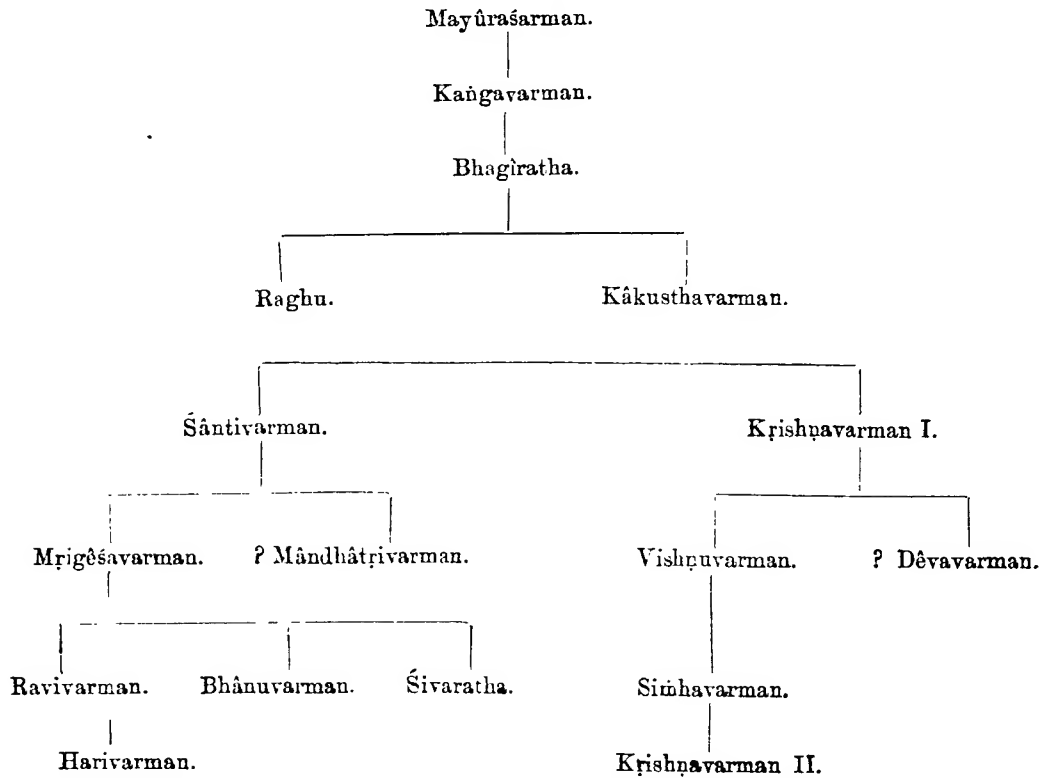 Mayûraśarman.
Kaṅgavarman.
Bhagîratha.
Raghu. Kâkusthavarman.
Śântivarman. Kṛishṇavarman I.
Mṛigêśavarman. ? Mândhâtṛivarman. Vishṇuvarman. ? Dêvavarman.
Ravivarman. Bhânuvarman. Śivaratha. Siṁhavarman.
Harivarman. Kṛishṇavarman II.